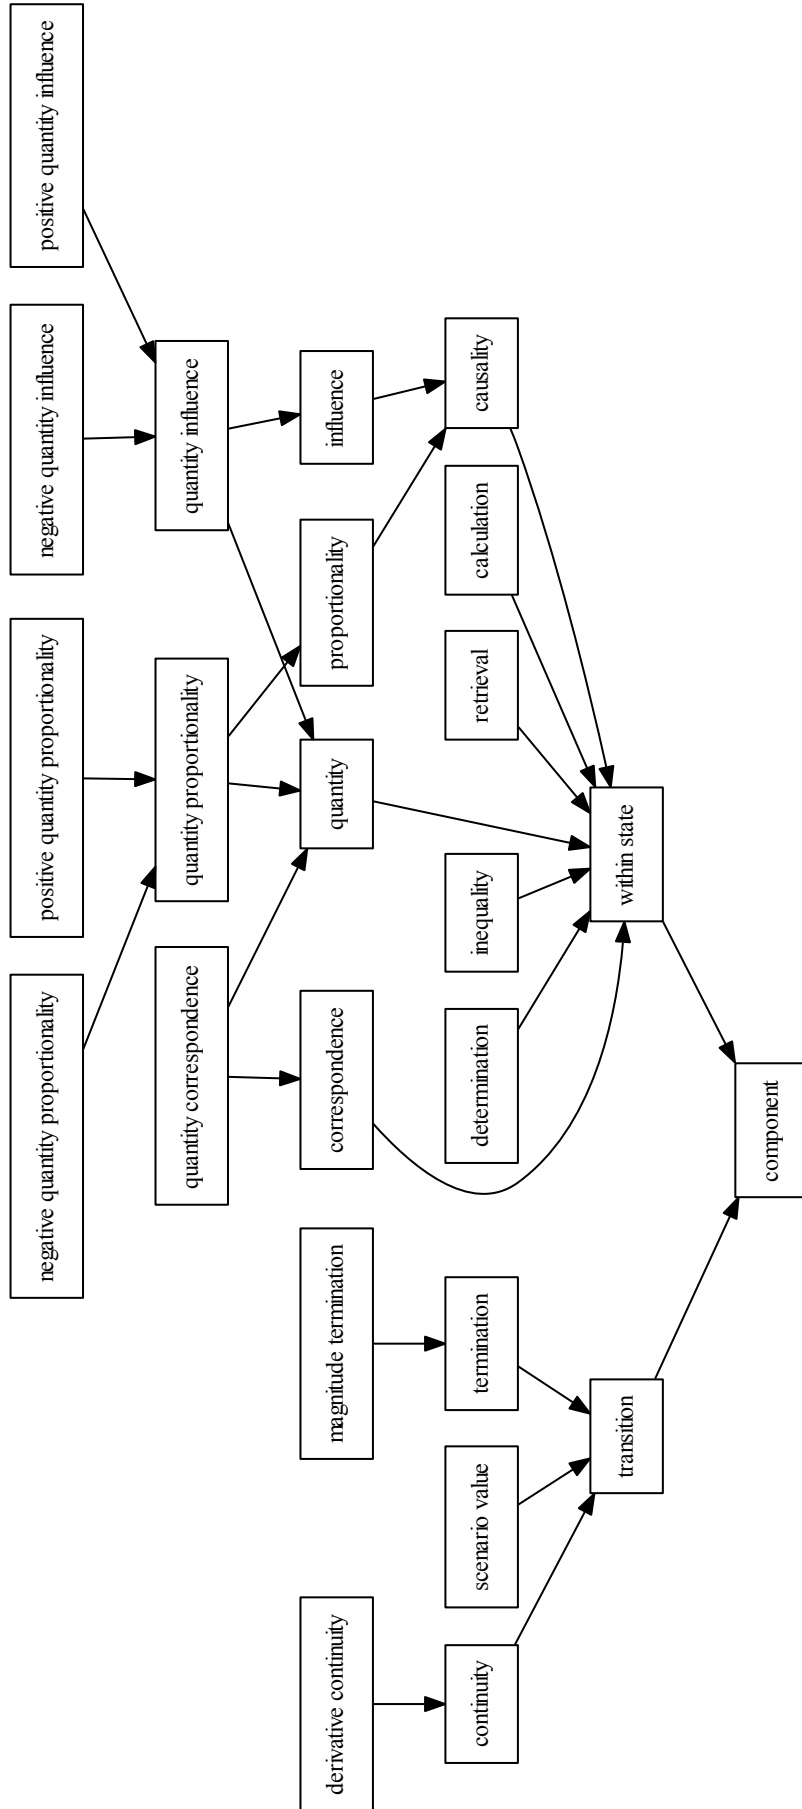 positive quantity influence
negative quantity influence
positive quantity proportionality
negative quantity proportionality
quantity influence
quantity proportionality
quantity correspondence
influence
proportionality
quantity
correspondence
magnitude termination
derivative continuity
causality
calculation
retrieval
inequality
determination
termination
scenario value
continuity
within state
transition
component